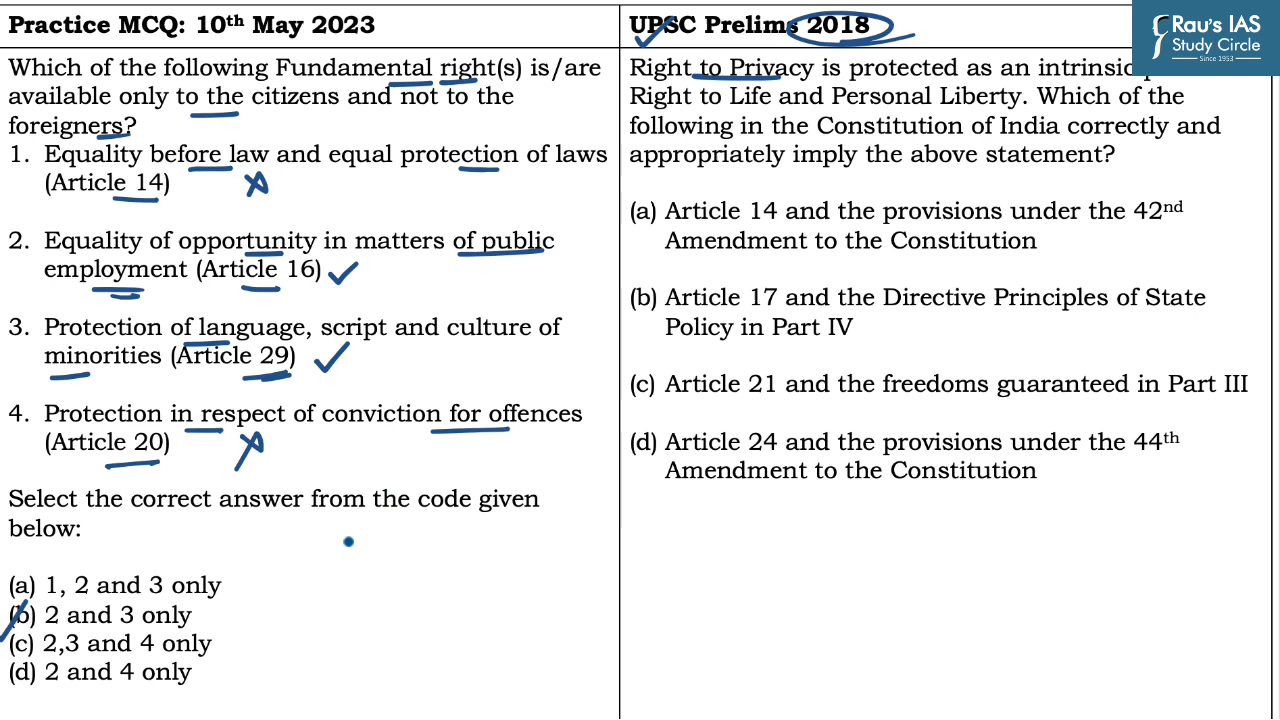 Practice MCQ: 10th May 2023
Which of the following Fundamental right(s) is/are
available only to the citizens and not to the
foreigners?
1. Equality before law and equal protection of laws
(Article 14)
2. Equality of opportunity in matters of public
employment (Article 16)
3. Protection of language, script and culture of
minorities (Article 29)
4. Protection in respect of conviction for offences
(Article 20)
Select the correct answer from the code given
below:
(a) 1, 2 and 3 only
(b) 2 and 3 only
(c) 2,3 and 4 only
(d) 2 and 4 only
UPSC Prelims 2018
Right to Privacy is protected as an intrinsic
Right to Life and Personal Liberty. Which of the
following in the Constitution of India correctly and
appropriately imply the above statement?
(a) Article 14 and the provisions under the 42nd
Amendment to the Constitution
(b) Article 17 and the Directive Principles of State
Policy in Part IV
(c) Article 21 and the freedoms guaranteed in Part III
(d) Article 24 and the provisions under the 44th
Amendment to the Constitution
Rau's IAS
Study Circle
Since 1953